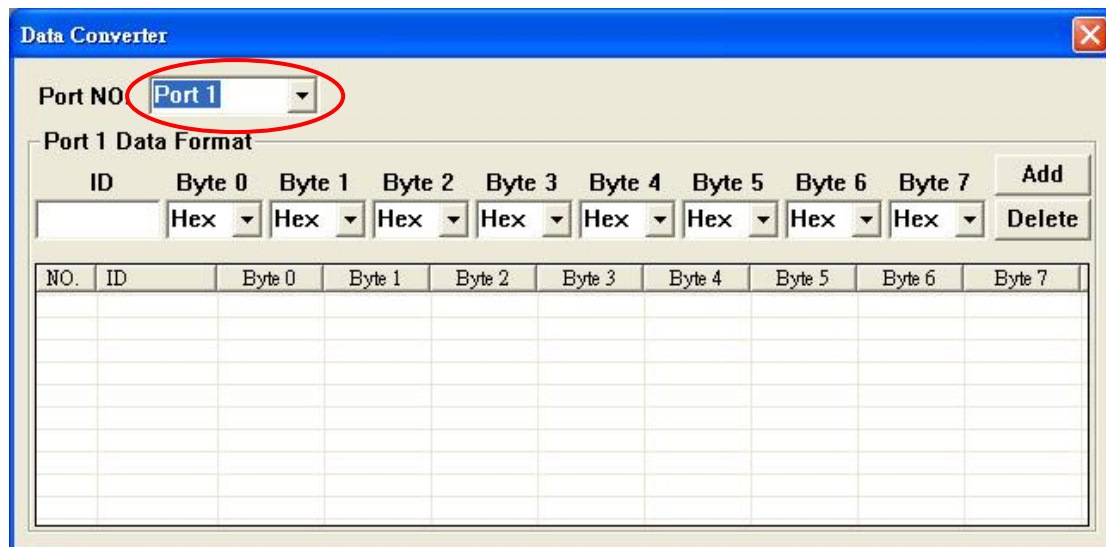 Data Converter
Port NO. Port 1
Port 1 Data Format
ID Byte 0 Byte 1 Byte 2 Byte 3 Byte 4 Byte 5 Byte 6 Byte 7 Add
Hex Hex Hex Hex Hex Hex Hex Hex Delete
NO. ID Byte 0 Byte 1 Byte 2 Byte 3 Byte 4 Byte 5 Byte 6 Byte 7